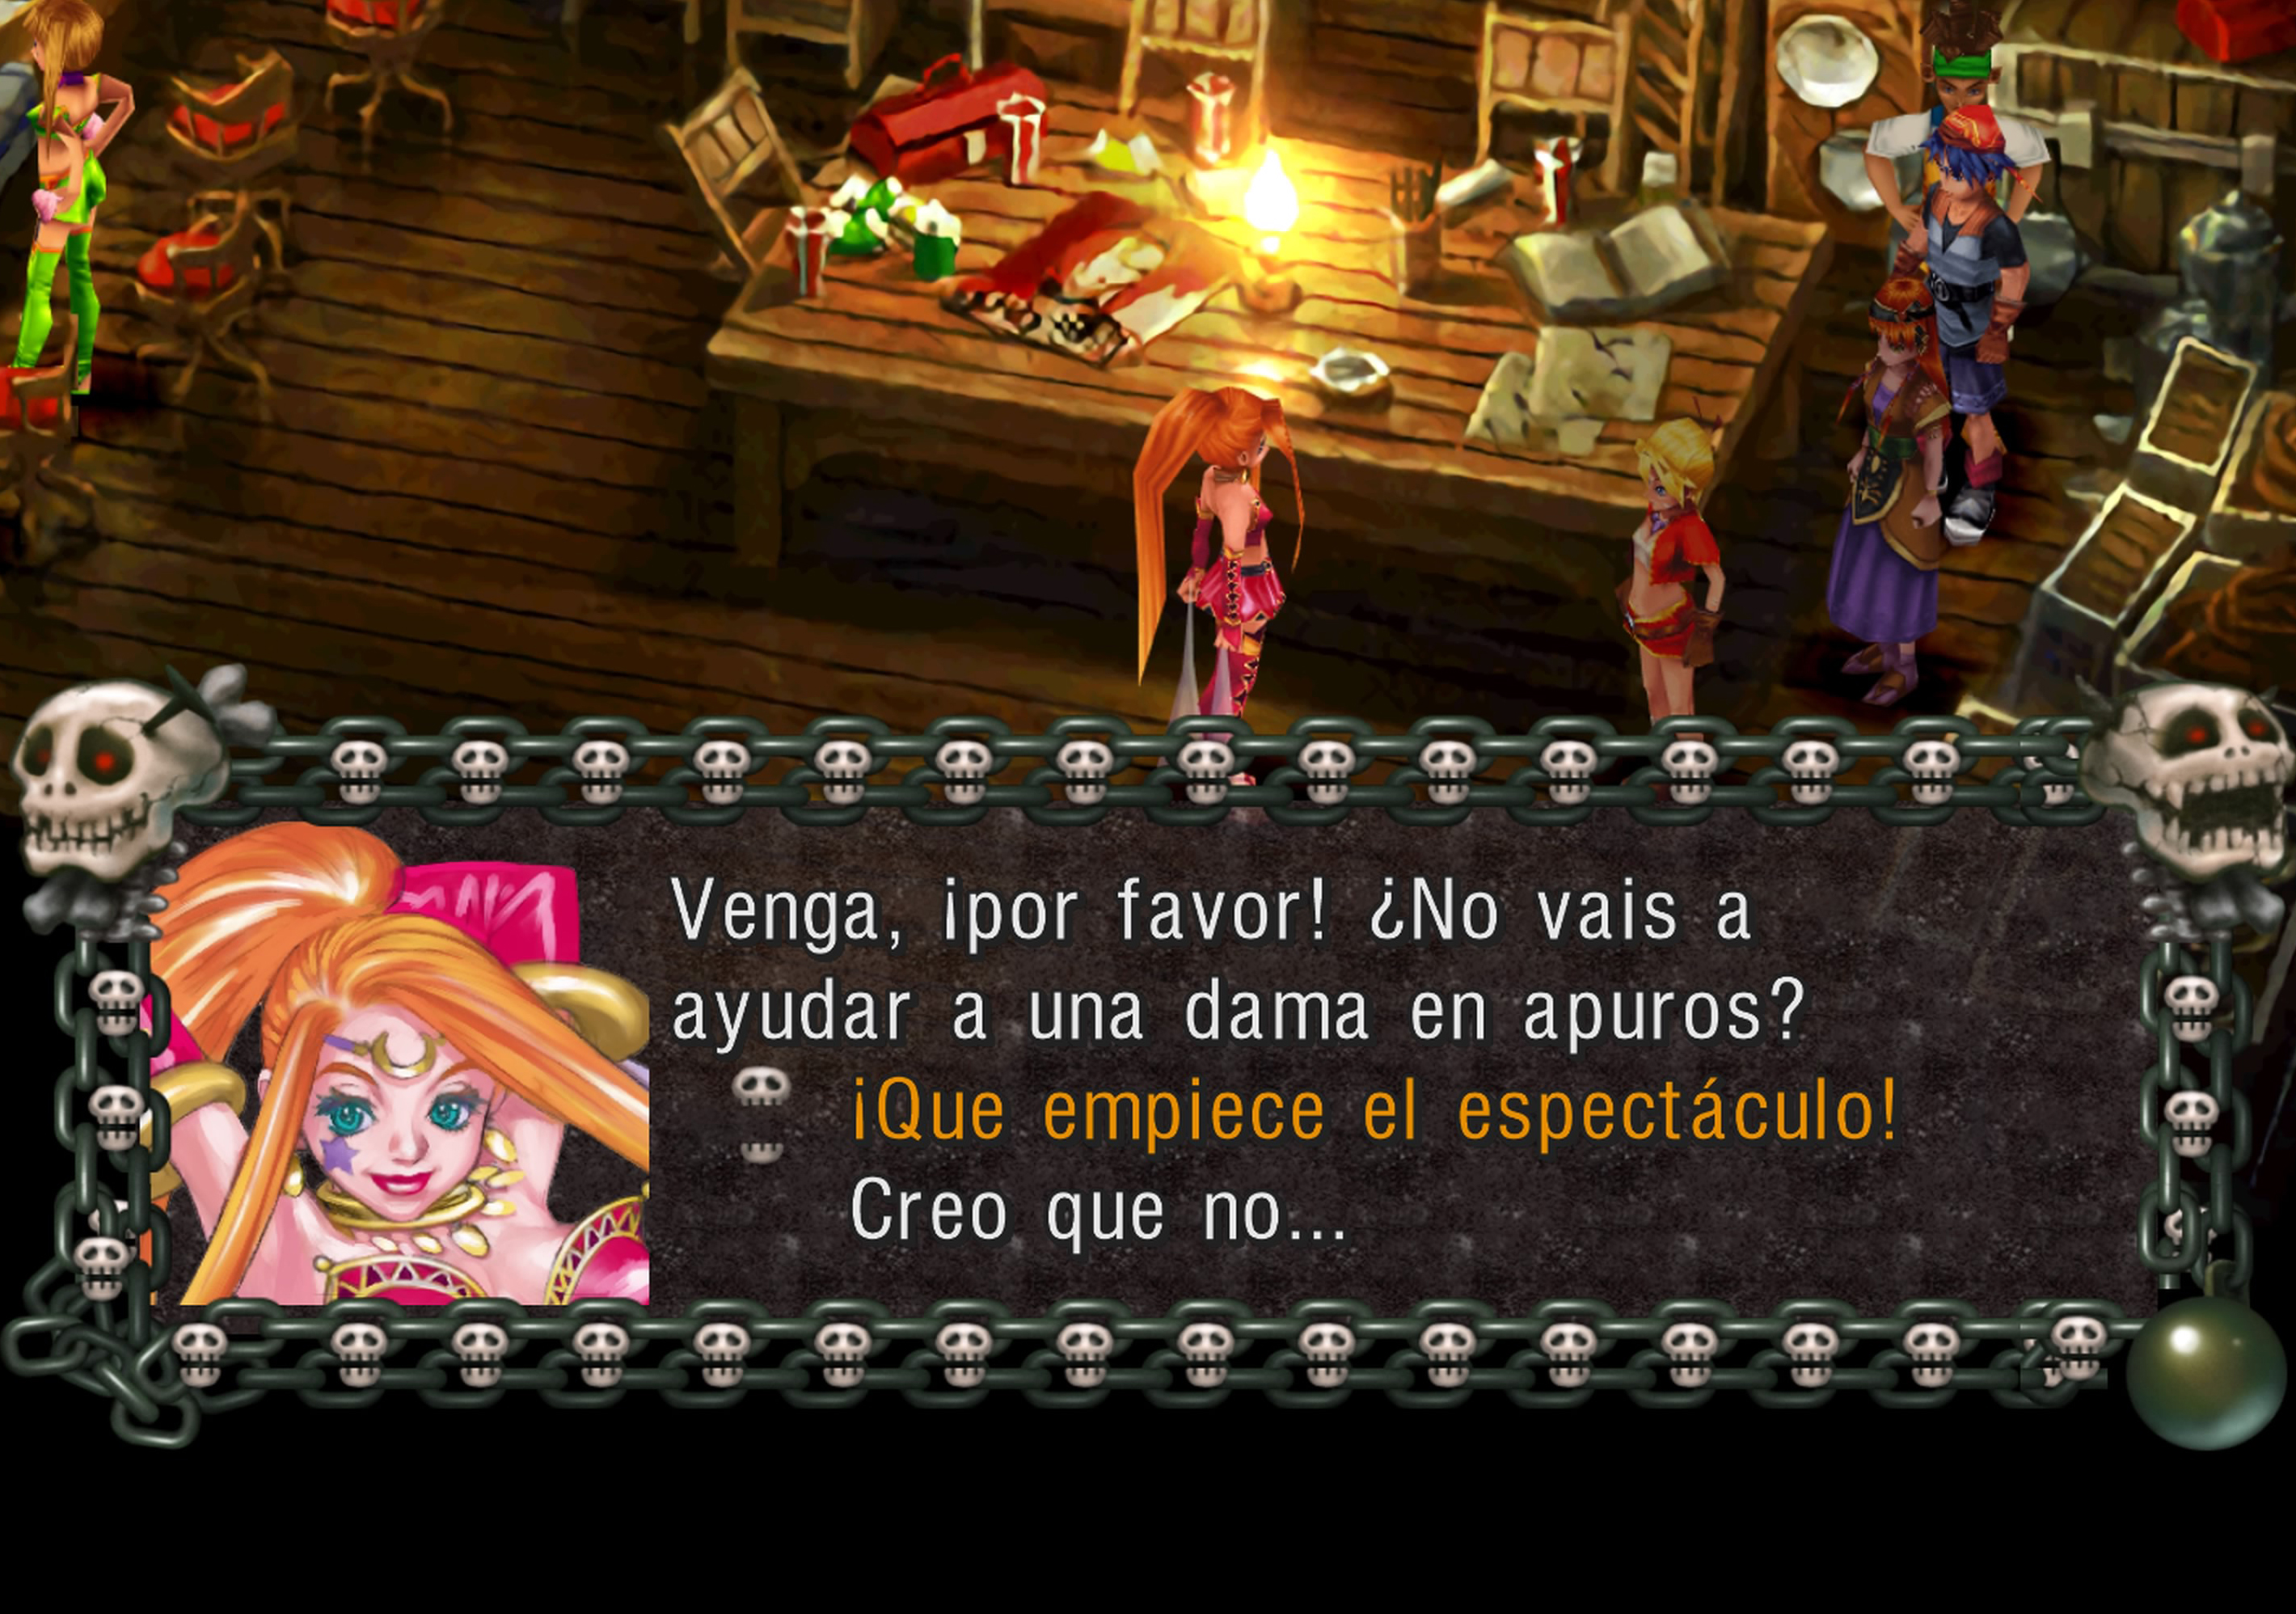 Venga, ¡por favor! ¿No vais a
ayudar a una dama en apuros?
¡Que empiece el espectáculo!
Creo que no...